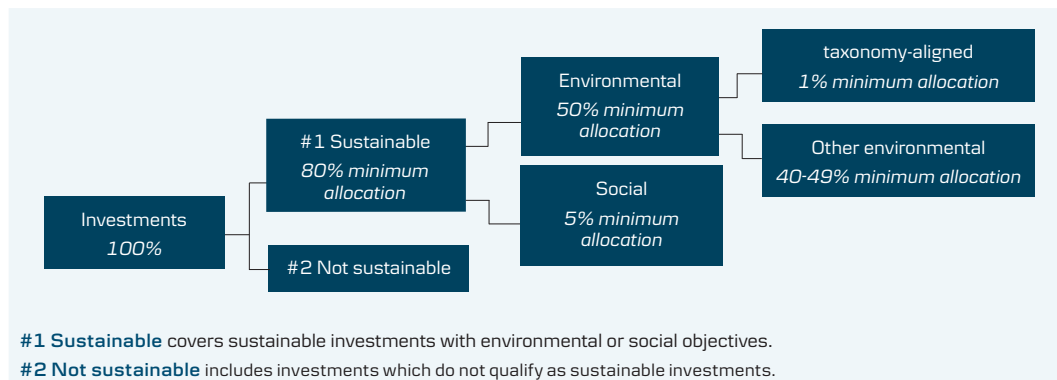 Investments
100%
#1 Sustainable
80% minimum
allocation
#2 Not sustainable
Environmental
50% minimum
allocation
Social
5% minimum
allocation
taxonomy-aligned
1% minimum allocation
Other environmental
40-49% minimum allocation
#1 Sustainable covers sustainable investments with environmental or social objectives.
#2 Not sustainable includes investments which do not qualify as sustainable investments.